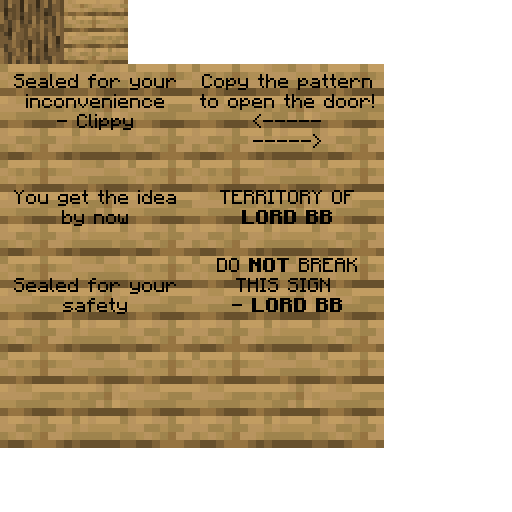 Sealed for your
inconvenience
- Clippy
Copy the pattern
to open the door!
<-----
----->
You get the idea
by now
TERRITORY OF
LORD BB
Sealed for your
safety
DO NOT BREAK
THIS SIGN
- LORD BB